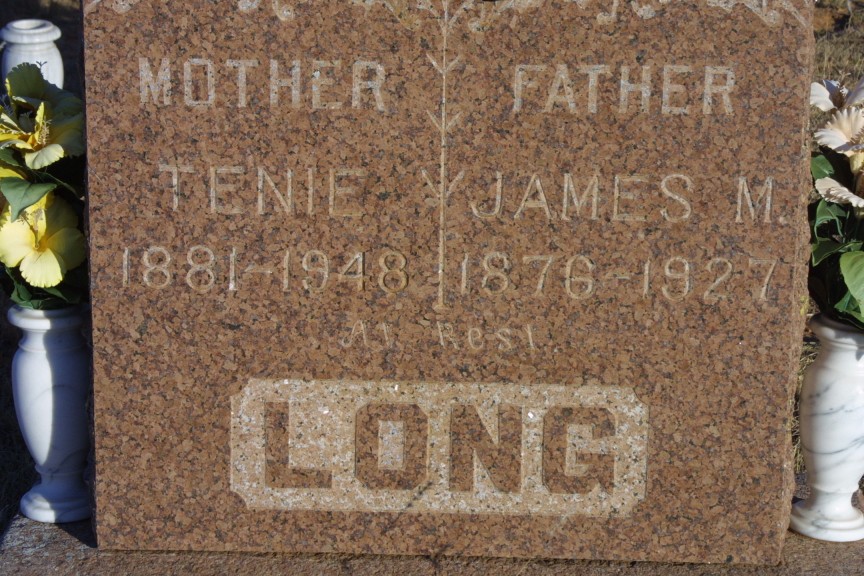 MOTHER FATHER
TENIE JAMES M.
1881-1948 1876-1927
At Rest
LONG